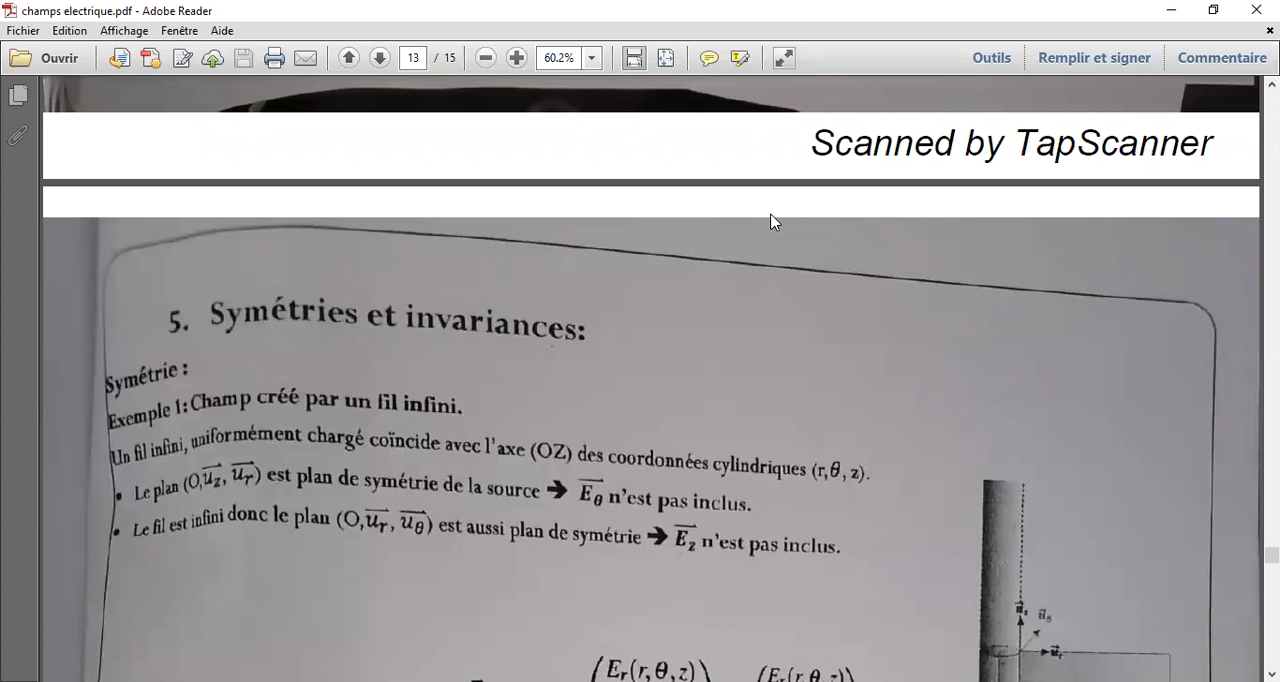 champs electrique.pdf - Adobe Reader
Fichier Edition Affichage Fenêtre Aide
Ouvrir 13 / 15 60.2% Outils Remplir et signer Commentaire
Scanned by TapScanner
5. Symétries et invariances:
Symétrie :
Exemple 1: Champ créé par un fil infini.
Un fil infini, uniformément chargé coïncide avec l'axe (OZ) des coordonnées cylindriques (r,θ, z).
• Le plan (O,u⃗z, u⃗r) est plan de symétrie de la source ➔ E⃗θ n'est pas inclus.
• Le fil est infini donc le plan (O,u⃗r, u⃗θ) est aussi plan de symétrie ➔ E⃗z n'est pas inclus.
u⃗z u⃗θ
u⃗r
(Er(r,θ,z)) (Er(r,θ,z))